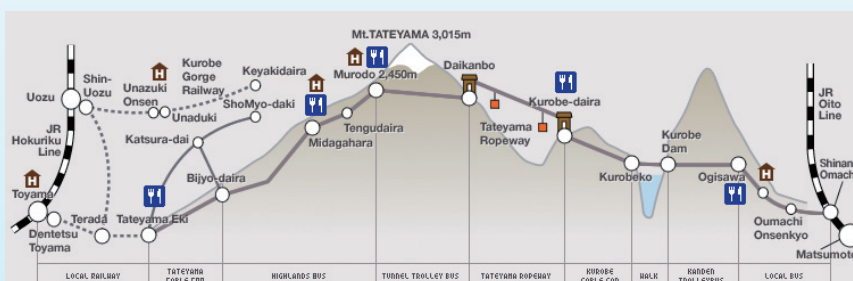 Mt.TATEYAMA 3,015m
Murodo 2,450m
Daikanbo
Kurobe-daira
Tateyama
Ropeway
Tengudaira
Midagahara
Keyakidaira
Kurobe
Gorge
Railway
Unazuki
Onsen
Unaduki
ShoMyo-daki
Shin-
Uozu
Uozu
JR
Hokuriku
Line
Katsura-dai
Bijyo-daira
Toyama
Dentetsu
Toyama
Terada
Tateyama Eki
Kurobeko
Kurobe
Dam
Ogisawa
Oumachi
Onsenkyo
JR
Oito
Line
Shinano
Omach
Matsumoto
LOCAL RAILWAY
TATEYAMA
HIGHLANDS BUS
TUNNEL TROLLEY BUS
TATEYAMA ROPEWAY
KUROBE
WALK
KANDEN
LOCAL BUS